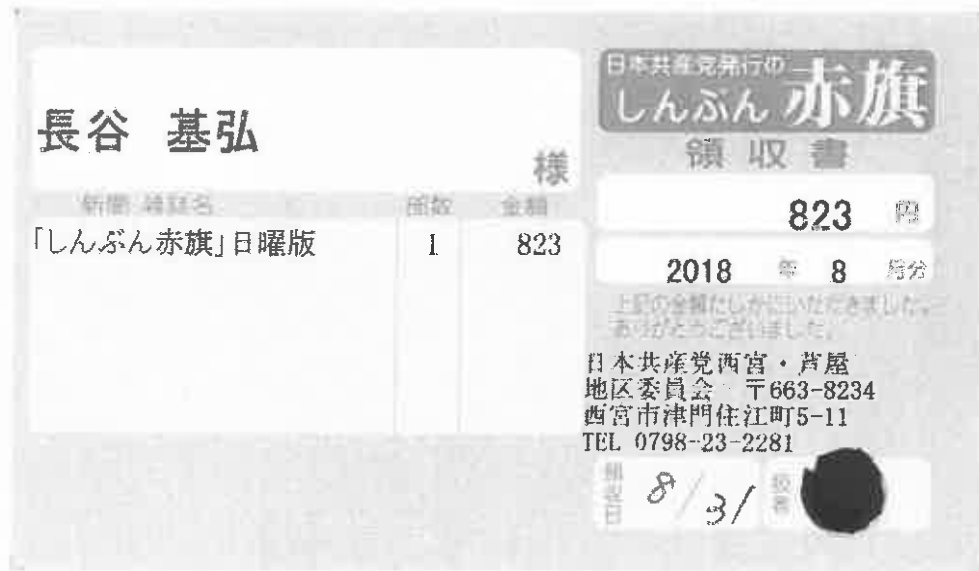 長谷 基弘
様
新聞 雑誌名 部数 金額
「しんぶん赤旗」日曜版 1 823
日本共産党発行の
しんぶん 赤旗
領収書
823 円
2018 年 8 月分
上記の金額たしかにいただきました。
ありがとうございました。
日本共産党西宮・芦屋
地区委員会 〒663-8234
西宮市津門住江町5-11
TEL 0798-23-2281
領収日 8/31 扱者